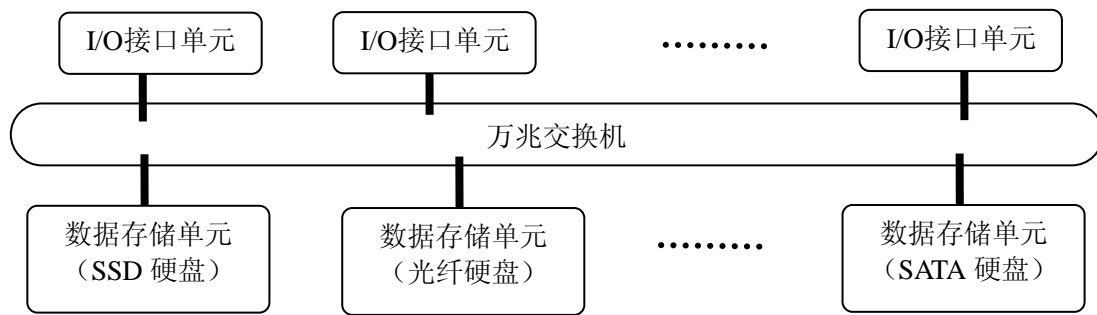 I/O接口单元
I/O接口单元
………
I/O接口单元
万兆交换机
数据存储单元
（SSD 硬盘）
数据存储单元
（光纤硬盘）
………
数据存储单元
（SATA 硬盘）